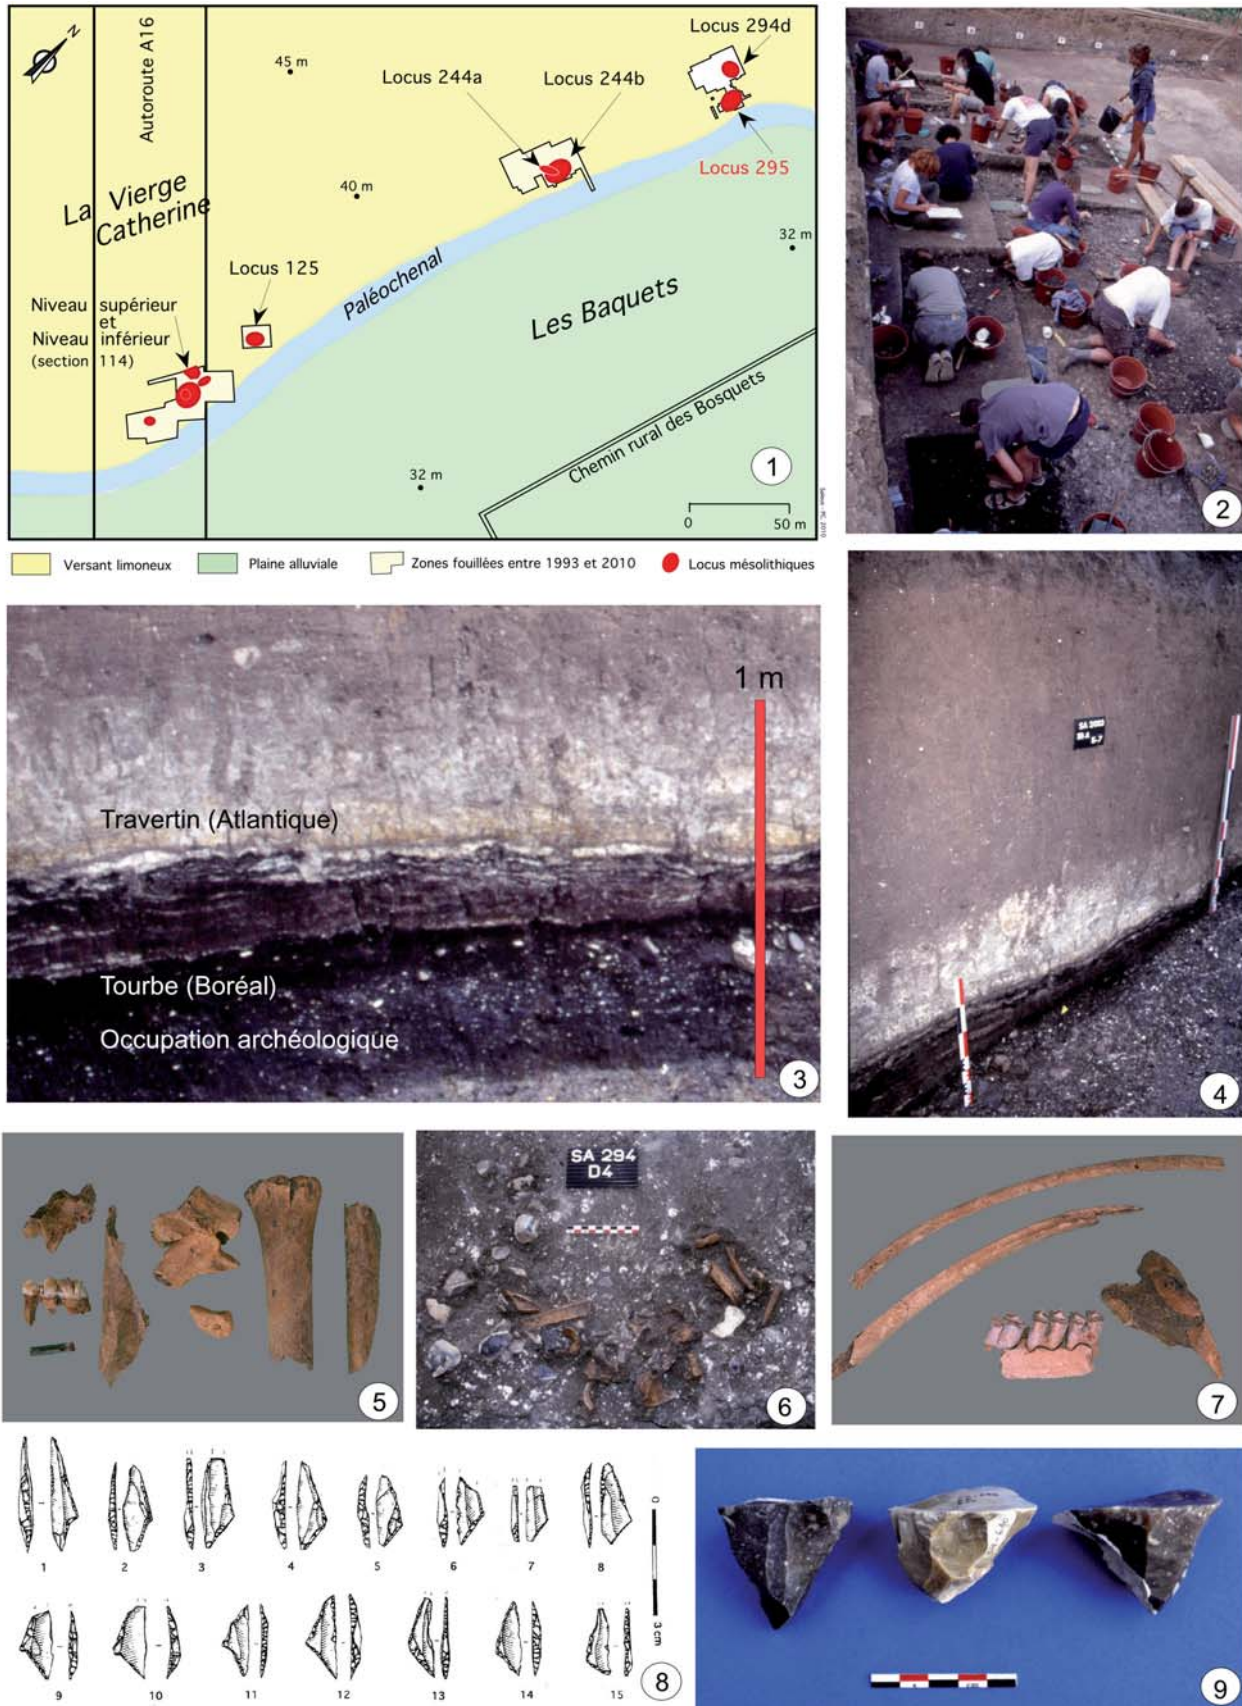 N
Autoroute A16
45 m
Locus 244a
Locus 244b
Locus 294d
Locus 295
La Vierge
Catherine
40 m
32 m
Locus 125
Paléochenal
Les Baquets
Niveau supérieur
et
Niveau inférieur
(section 114)
Chemin rural des Bosquets
32 m
0 50 m
1
2
Versant limoneux
Plaine alluviale
Zones fouillées entre 1993 et 2010
Locus mésolithiques
1 m
Travertin (Atlantique)
Tourbe (Boréal)
Occupation archéologique
3
4
5
SA 294
D4
6
7
1 2 3 4 5 6 7 8
9 10 11 12 13 14 15
0
3 cm
8
9